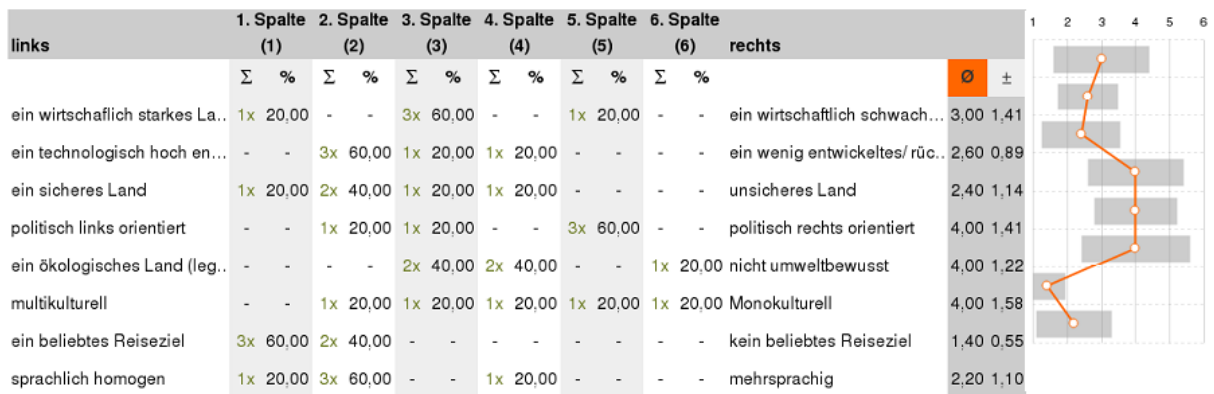 1. Spalte 2. Spalte 3. Spalte 4. Spalte 5. Spalte 6. Spalte 1 2 3 4 5 6
links (1) (2) (3) (4) (5) (6) rechts
Σ % Σ % Σ % Σ % Σ % Σ % Ø ±
ein wirtschaflich starkes La.. 1x 20,00 - - 3x 60,00 - - 1x 20,00 - - ein wirtschaftlich schwach... 3,00 1,41
ein technologisch hoch en... - - 3x 60,00 1x 20,00 1x 20,00 - - - - ein wenig entwickeltes/ rüc.. 2,60 0,89
ein sicheres Land 1x 20,00 2x 40,00 1x 20,00 1x 20,00 - - - - unsicheres Land 2,40 1,14
politisch links orientiert - - 1x 20,00 1x 20,00 - - 3x 60,00 - - politisch rechts orientiert 4,00 1,41
ein ökologisches Land (leg.. - - - - 2x 40,00 2x 40,00 - - 1x 20,00 nicht umweltbewusst 4,00 1,22
multikulturell - - 1x 20,00 1x 20,00 1x 20,00 1x 20,00 1x 20,00 Monokulturell 4,00 1,58
ein beliebtes Reiseziel 3x 60,00 2x 40,00 - - - - - - - - kein beliebtes Reiseziel 1,40 0,55
sprachlich homogen 1x 20,00 3x 60,00 - - 1x 20,00 - - - - mehrsprachig 2,20 1,10